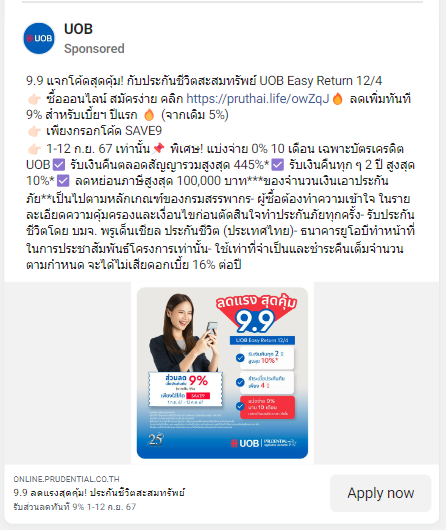 UOB
UOB
Sponsored
9.9 แจกโค้ดสุดคุ้ม! กับประกันชีวิตสะสมทรัพย์ UOB Easy Return 12/4
👉🏻 ซื้อออนไลน์ สมัครง่าย คลิก https://pruthai.life/owZqJ🔥 ลดเพิ่มทันที
9% สำหรับเบี้ยฯ ปีแรก 🔥 (จากเดิม 5%)
👉🏻 เพียงกรอกโค้ด SAVE9
👉🏻 1-12 ก.ย. 67 เท่านั้น📌 พิเศษ! แบ่งจ่าย 0% 10 เดือน เฉพาะบัตรเครดิต
UOB☑️ รับเงินคืนตลอดสัญญารวมสูงสุด 445%*☑️ รับเงินคืนทุก ๆ 2 ปี สูงสุด
10%*☑️ ลดหย่อนภาษีสูงสุด 100,000 บาท***ของจำนวนเงินเอาประกัน
ภัย**เป็นไปตามหลักเกณฑ์ของกรมสรรพากร- ผู้ซื้อต้องทำความเข้าใจ ในราย
ละเอียดความคุ้มครองและเงื่อนไขก่อนตัดสินใจทำประกันภัยทุกครั้ง- รับประกัน
ชีวิตโดย บมจ. พรูเด็นเชียล ประกันชีวิต (ประเทศไทย)- ธนาคารยูโอบีทำหน้าที่
ในการประชาสัมพันธ์โครงการเท่านั้น- ใช้เท่าที่จำเป็นและชำระคืนเต็มจำนวน
ตามกำหนด จะได้ไม่เสียดอกเบี้ย 16% ต่อปี
ลดแรง สุดคุ้ม
9.9
UOB Easy Return 12/4
รับเงินคืนทุก 2 ปี
สูงสุด 10%*
ส่วนลด
9%
SAVE9
ชำระเบี้ยประกันภัย
เพียง 4 ปี
นาน 10 เดือน
25
UOB
PRUDENTIAL
ONLINE.PRUDENTIAL.CO.TH
9.9 ลดแรงสุดคุ้ม! ประกันชีวิตสะสมทรัพย์
รับส่วนลดทันที 9% 1-12 ก.ย. 67
Apply now